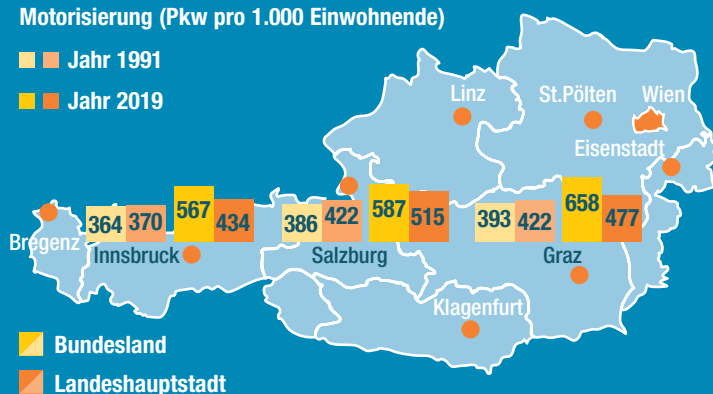 Motorisierung (Pkw pro 1.000 Einwohnende)
Jahr 1991
Jahr 2019
Linz
St.Pölten
Wien
Eisenstadt
Bregenz
364 370 567 434
Innsbruck
386 422 587 515
Salzburg
393 422 658 477
Graz
Klagenfurt
Bundesland
Landeshauptstadt